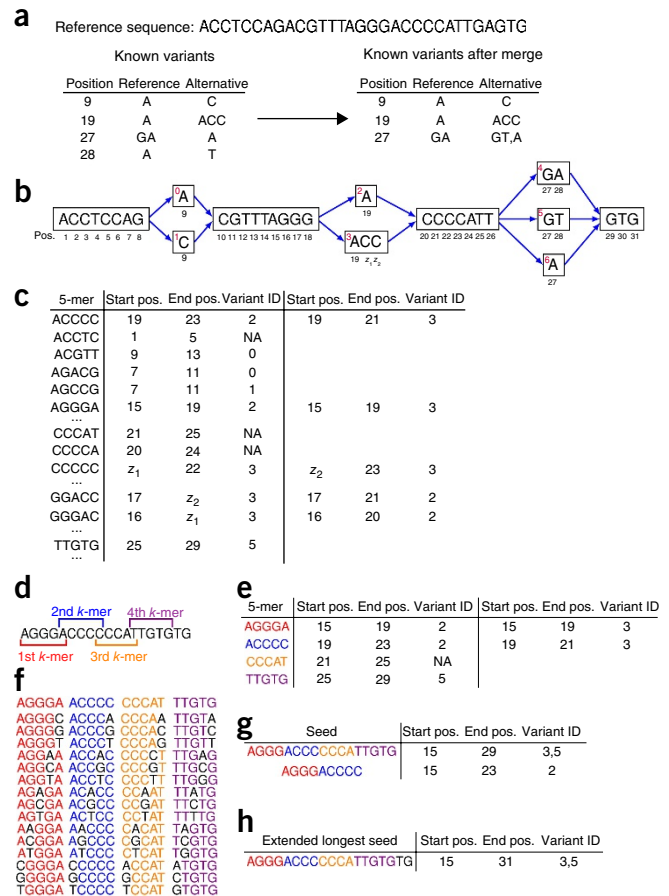 a
Reference sequence: ACCTCCAGACGTTTAGGGACCCCATTGAGTG
Known variants
Position Reference Alternative
9 A C
19 A ACC
27 GA A
28 A T
Known variants after merge
Position Reference Alternative
9 A C
19 A ACC
27 GA GT,A
b
0A
9
2A
19
4GA
27 28
ACCTCCAG
CGTTTAGGG
CCCCATT
5GT
27 28
GTG
Pos. 1 2 3 4 5 6 7 8
10 11 12 13 14 15 16 17 18
20 21 22 23 24 25 26
29 30 31
1C
9
3ACC
19 z1 z2
6A
27
c
5-mer Start pos. End pos. Variant ID Start pos. End pos. Variant ID
ACCCC 19 23 2 19 21 3
ACCTC 1 5 NA
ACGTT 9 13 0
AGACG 7 11 0
AGCCG 7 11 1
AGGGA 15 19 2 15 19 3
...
CCCAT 21 25 NA
CCCCA 20 24 NA
CCCCC z1 22 3 z2 23 3
...
GGACC 17 z2 3 17 21 2
GGGAC 16 z1 3 16 20 2
...
TTGTG 25 29 5
...
d
2nd k-mer 4th k-mer
AGGGACCCCCCATTGTGTG
1st k-mer 3rd k-mer
e
5-mer Start pos. End pos. Variant ID Start pos. End pos. Variant ID
AGGGA 15 19 2 15 19 3
ACCCC 19 23 2 19 21 3
CCCAT 21 25 NA
TTGTG 25 29 5
f
AGGGA ACCCC CCCAT TTGTG
AGGGC ACCCA CCCAA TTGTA
AGGGG ACCCG CCCAC TTGTC
AGGGT ACCCT CCCAG TTGTT
AGGAA ACCAC CCCCT TTGAG
AGGCA ACCGC CCCGT TTGCG
AGGTA ACCTC CCCTT TTGGG
AGAGA ACACC CCAAT TTATG
AGCGA ACGCC CCGAT TTCTG
AGTGA ACTCC CCTAT TTTTG
AAGGA AACCC CACAT TAGTG
ACGGA AGCCC CGCAT TCGTG
ATGGA ATCCC CTCAT TGGTG
CGGGA CCCCC ACCAT ATGTG
GGGGA GCCCC GCCAT CTGTG
TGGGA TCCCC TCCAT GTGTG
g
Seed Start pos. End pos. Variant ID
AGGGACCCCCCATTGTG 15 29 3,5
AGGGACCCC 15 23 2
h
Extended longest seed Start pos. End pos. Variant ID
AGGGACCCCCCATTGTGTG 15 31 3,5